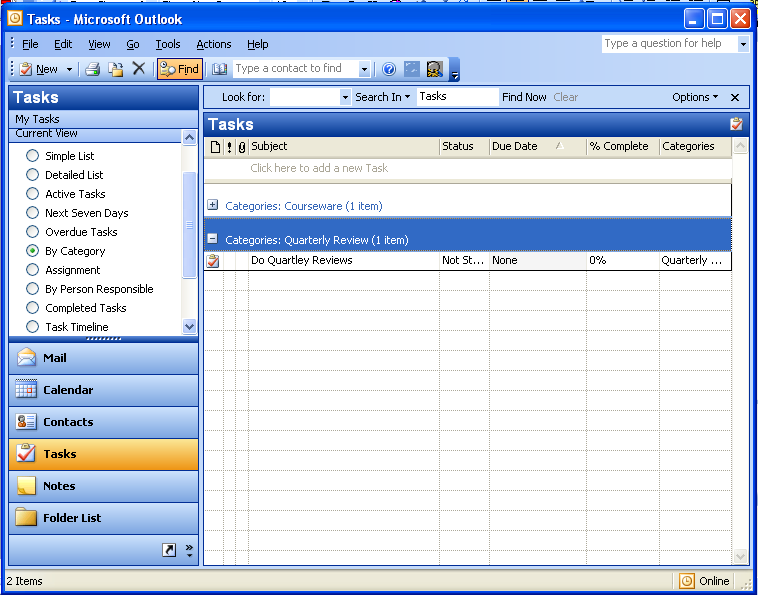 Tasks - Microsoft Outlook
File Edit View Go Tools Actions Help
Type a question for help
New Find Type a contact to find
Tasks
My Tasks
Current View
Simple List
Detailed List
Active Tasks
Next Seven Days
Overdue Tasks
By Category
Assignment
By Person Responsible
Completed Tasks
Task Timeline
Mail
Calendar
Contacts
Tasks
Notes
Folder List
Look for: Search In Tasks Find Now Clear Options
Tasks
Subject Status Due Date % Complete Categories
Click here to add a new Task
Categories: Courseware (1 item)
Categories: Quarterly Review (1 item)
Do Quartley Reviews Not St... None 0% Quarterly ...
2 Items
Online